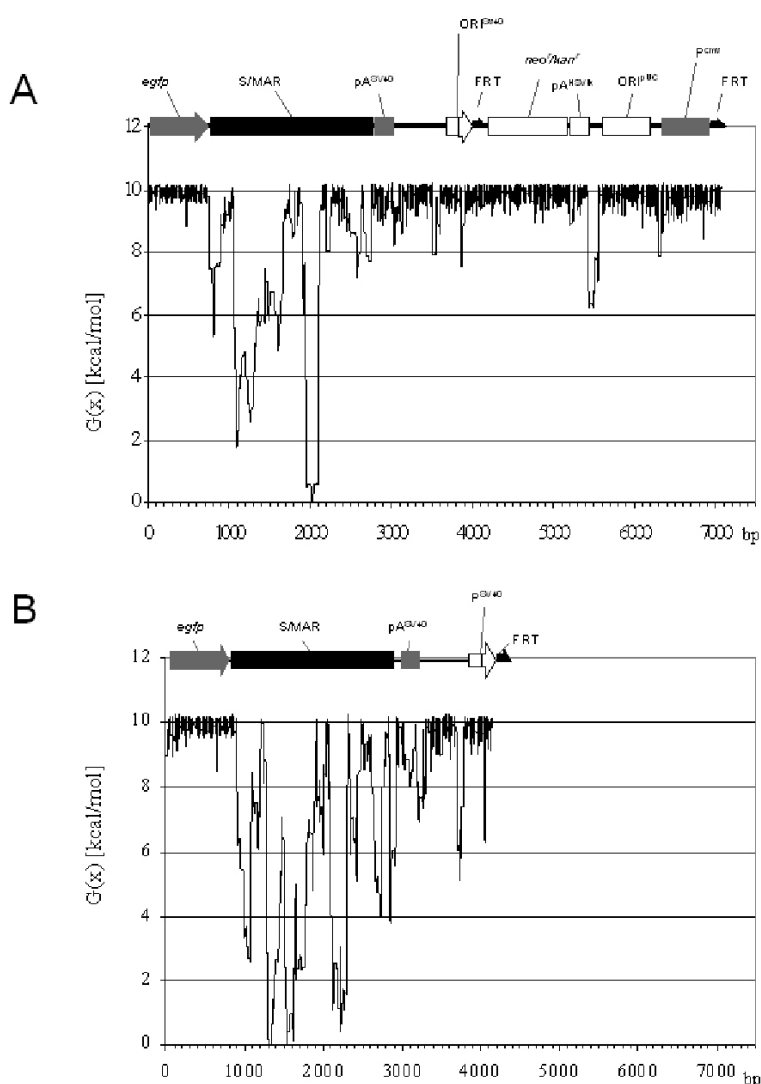 A
egfp
S/MAR
pA^SV40
ORI^SV40
FRT
neo^r/kan^r
pA^HSVtk
ORI^pUC
P^CMV
FRT
12
10
8
6
4
2
0
G(x) [kcal/mol]
0 1000 2000 3000 4000 5000 6000 7000 bp
B
egfp
S/MAR
pA^SV40
P^SV40
FRT
12
10
8
6
4
2
0
G(x) [kcal/mol]
0 1000 2000 3000 4000 5000 6000 7000 bp